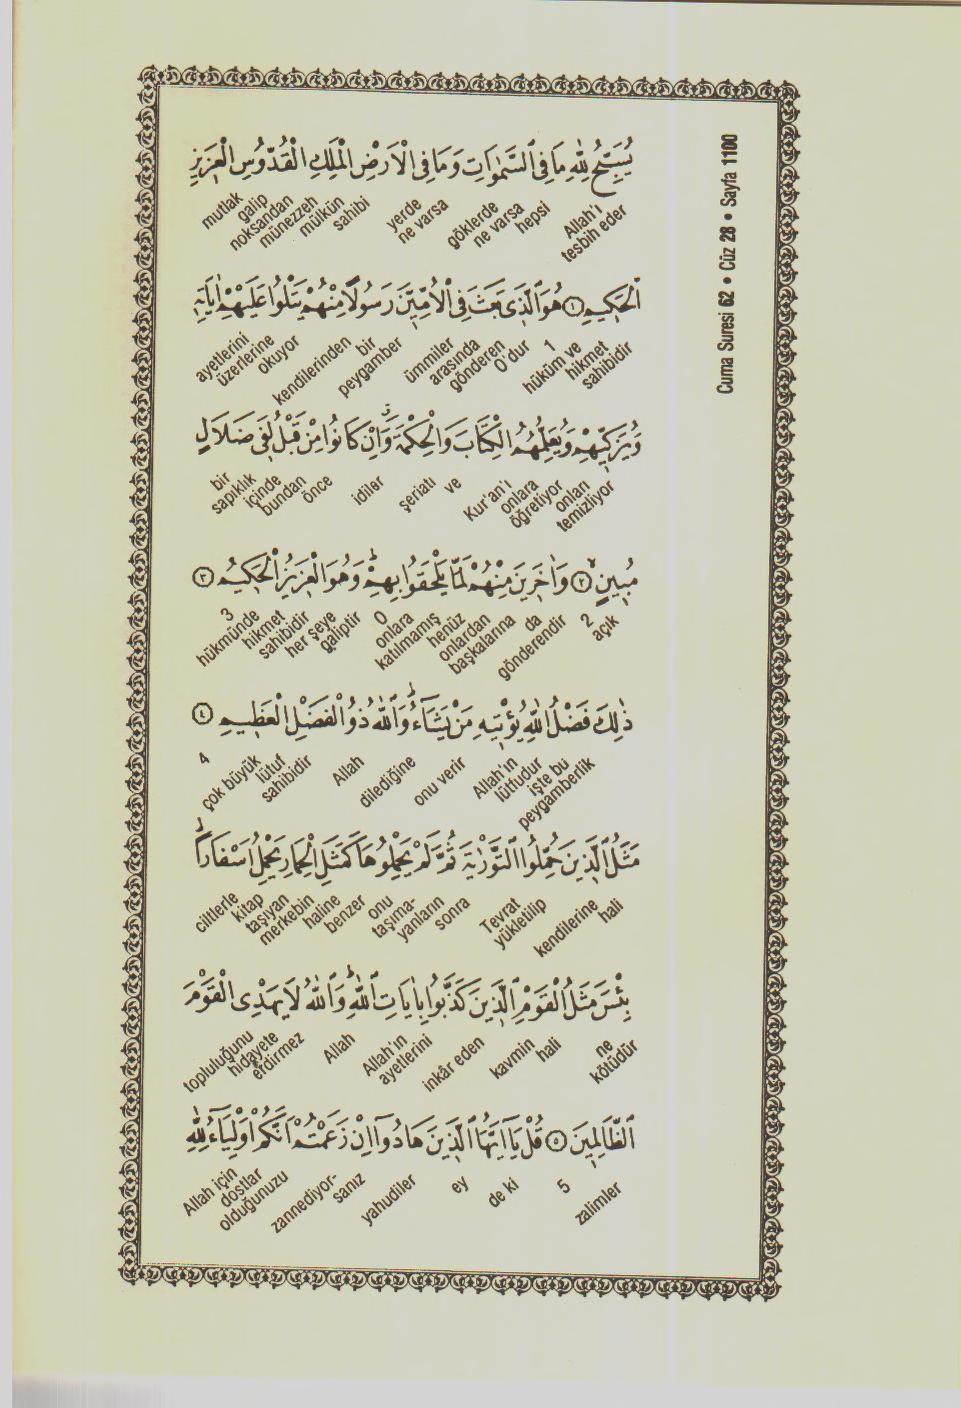 Cuma Suresi 62 • Cüz 28 • Sayfa 1100
يُسَبِّحُ لِلّٰهِ مَا فِى السَّمٰوَاتِ وَمَا فِى الْاَرْضِ الْمَلِكِ الْقُدُّوسِ الْعَزٖيزِ
Allah'ı tesbih eder hepsi göklerde ne varsa yerde ne varsa mülkün sahibi noksandan münezzeh mutlak galip
الْحَكٖيمِ ﴿١﴾ هُوَ الَّذٖى بَعَثَ فِى الْاُمِّيّٖنَ رَسُولًا مِنْهُمْ يَتْلُوا عَلَيْهِمْ اٰيَاتِهٖ
hüküm ve hikmet sahibidir 1 O'dur gönderen ümmiler arasında bir peygamber kendilerinden okuyor ayetlerini üzerlerine
وَيُزَكّٖيهِمْ وَيُعَلِّمُهُمُ الْكِتَابَ وَالْحِكْمَةَ وَاِنْ كَانُوا مِنْ قَبْلُ لَفٖى ضَلَالٍ
onları temizliyor onlara öğretiyor Kur'an'ı ve şeriatı idiler önce bundan içinde bir sapıklık
مُبٖينٍ ﴿٢﴾ وَاٰخَرٖينَ مِنْهُمْ لَمَّا يَلْحَقُوا بِهِمْ وَهُوَ الْعَزٖيزُ الْحَكٖيمُ ﴿٣﴾
açık 2 gönderendir da başkalarına onlardan henüz katılmamış onlara O her şeye galiptir hikmet sahibidir hükmünde 3
ذٰلِكَ فَضْلُ اللّٰهِ يُؤْتٖيهِ مَنْ يَشَاءُ وَاللّٰهُ ذُو الْفَضْلِ الْعَظٖيمِ ﴿٤﴾
işte bu peygamberlik Allah'ın lütfudur onu verir dilediğine Allah lütuf sahibidir çok büyük 4
مَثَلُ الَّذٖينَ حُمِّلُوا التَّوْرٰيةَ ثُمَّ لَمْ يَحْمِلُوهَا كَمَثَلِ الْحِمَارِ يَحْمِلُ اَسْفَارًا
hali kendilerine Tevrat yükletilip sonra onu taşıma-yanların haline benzer merkebin taşıyan kitap ciltlerle
بِئْسَ مَثَلُ الْقَوْمِ الَّذٖينَ كَذَّبُوا بِاٰيَاتِ اللّٰهِ وَاللّٰهُ لَا يَهْدِى الْقَوْمَ
ne kötüdür hali kavmin inkâr eden Allah'ın ayetlerini Allah hidayete erdirmez topluluğunu
الظَّالِمٖينَ ﴿٥﴾ قُلْ يَا اَيُّهَا الَّذٖينَ هَادُوا اِنْ زَعَمْتُمْ اَنَّكُمْ اَوْلِيَاءُ لِلّٰهِ
zalimler 5 de ki ey yahudiler zannediyor-sanız olduğunuzu dostlar Allah için